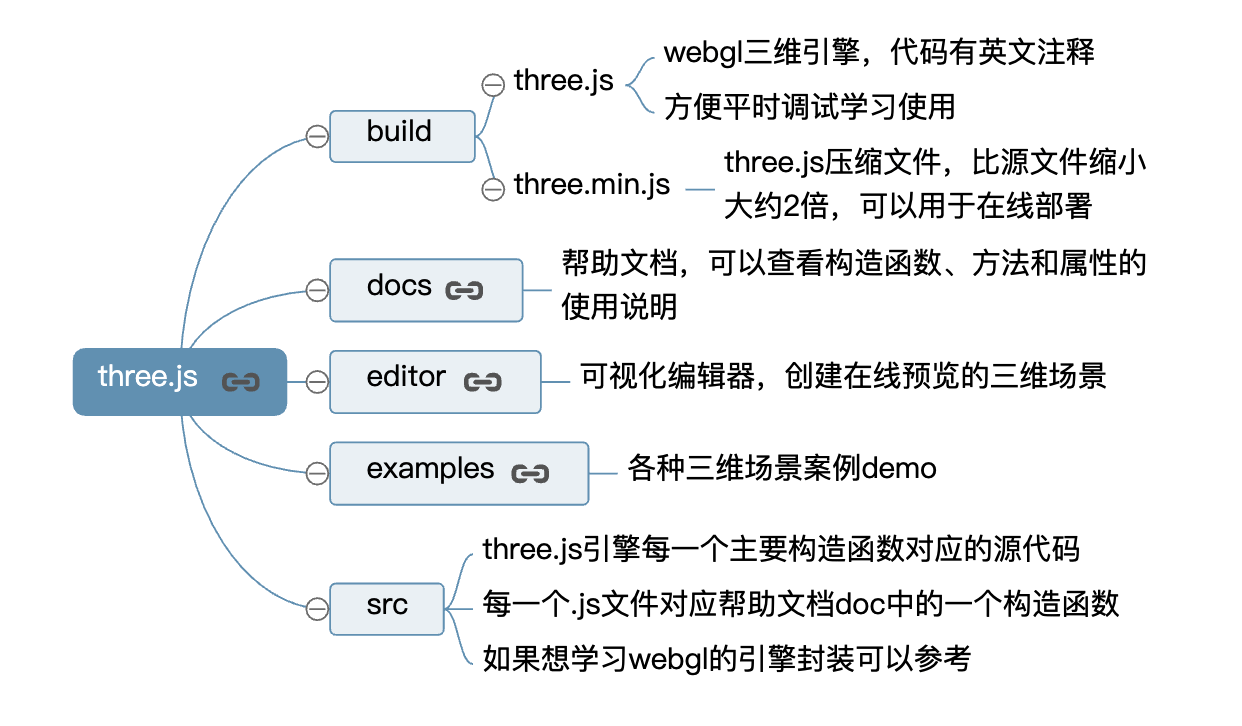 three.js
build
three.js
webgl三维引擎，代码有英文注释
方便平时调试学习使用
three.min.js
three.js压缩文件，比源文件缩小
大约2倍，可以用于在线部署
docs
帮助文档，可以查看构造函数、方法和属性的
使用说明
editor
可视化编辑器，创建在线预览的三维场景
examples
各种三维场景案例demo
src
three.js引擎每一个主要构造函数对应的源代码
每一个.js文件对应帮助文档doc中的一个构造函数
如果想学习webgl的引擎封装可以参考